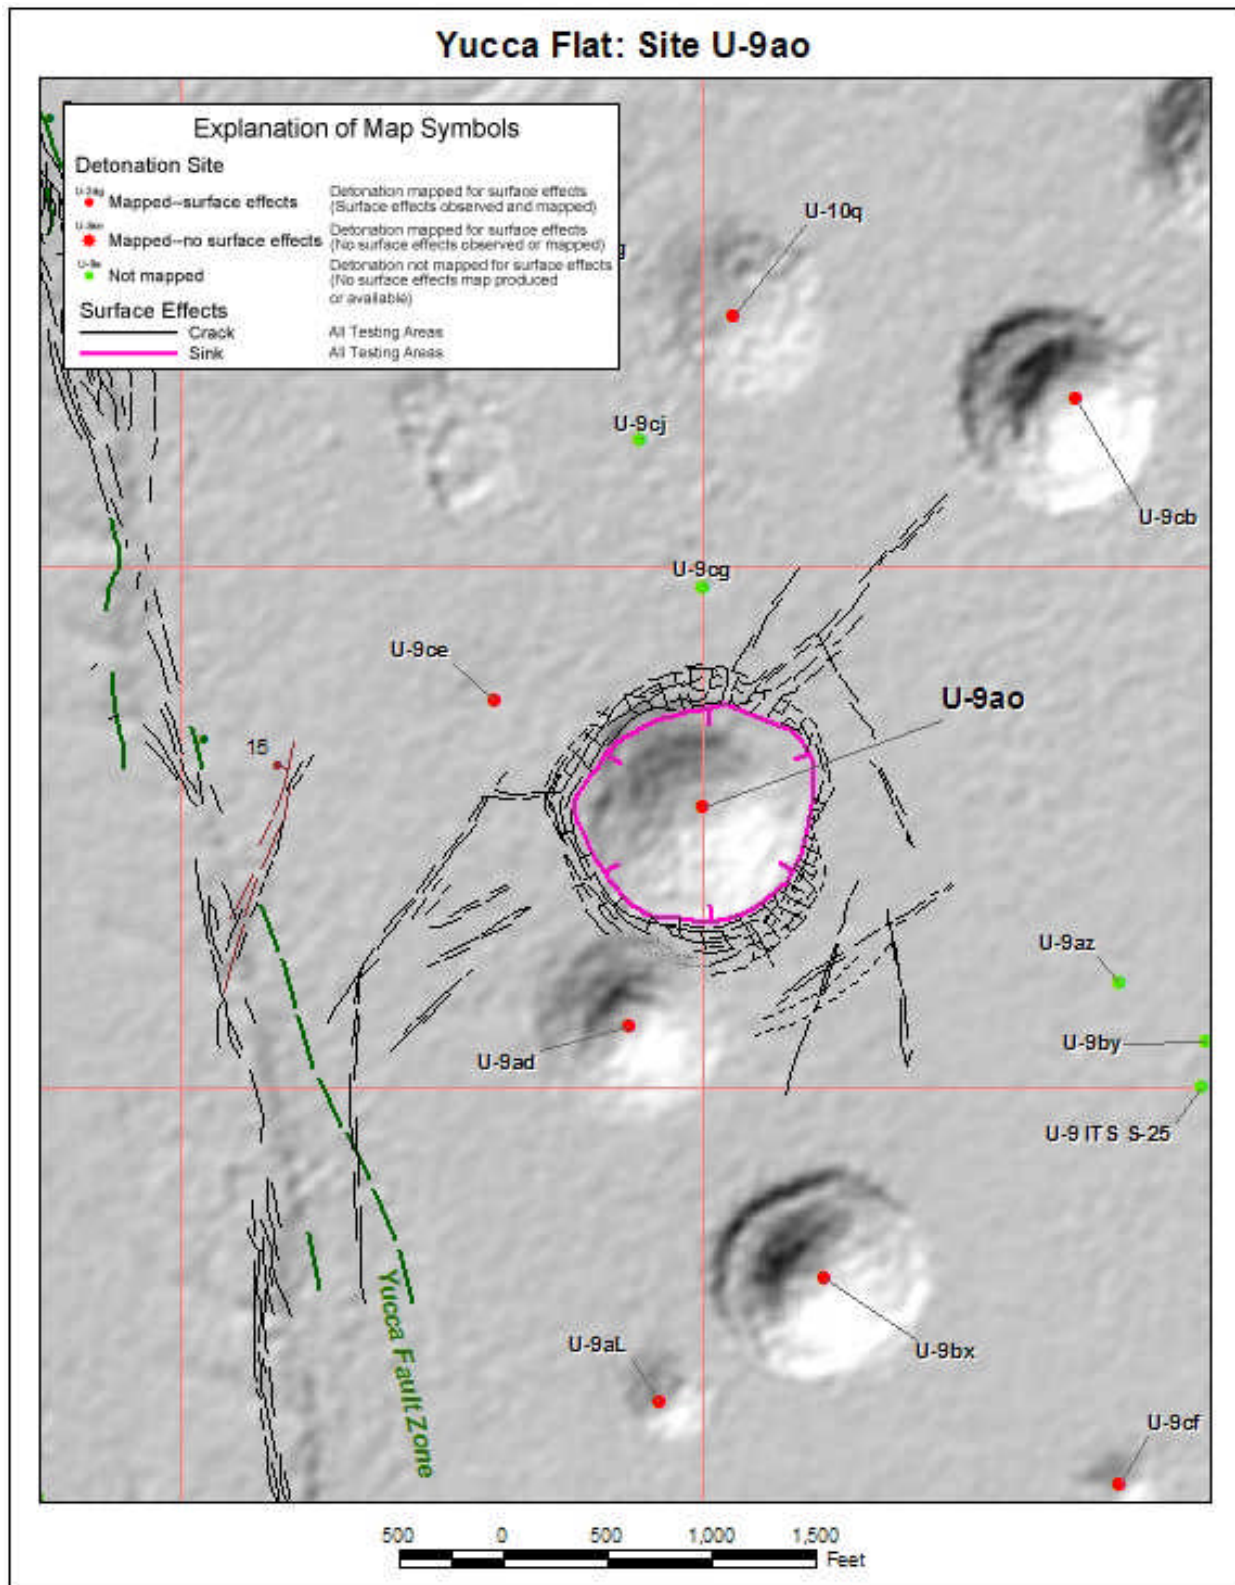 Yucca Flat: Site U-9ao
Explanation of Map Symbols
Detonation Site
Mapped--surface effects
Detonation mapped for surface effects
(Surface effects observed and mapped)
Mapped--no surface effects
Detonation mapped for surface effects
(No surface effects observed or mapped)
Not mapped
Detonation not mapped for surface effects
(No surface effects map produced
or available)
Surface Effects
Crack
All Testing Areas
Sink
All Testing Areas
U-10q
U-9cj
U-9cb
U-9cg
U-9ce
U-9ao
15
U-9az
U-9by
U-9ad
U-9 ITS S-25
Yucca Fault Zone
U-9aL
U-9bx
U-9cf
500 0 500 1,000 1,500
Feet